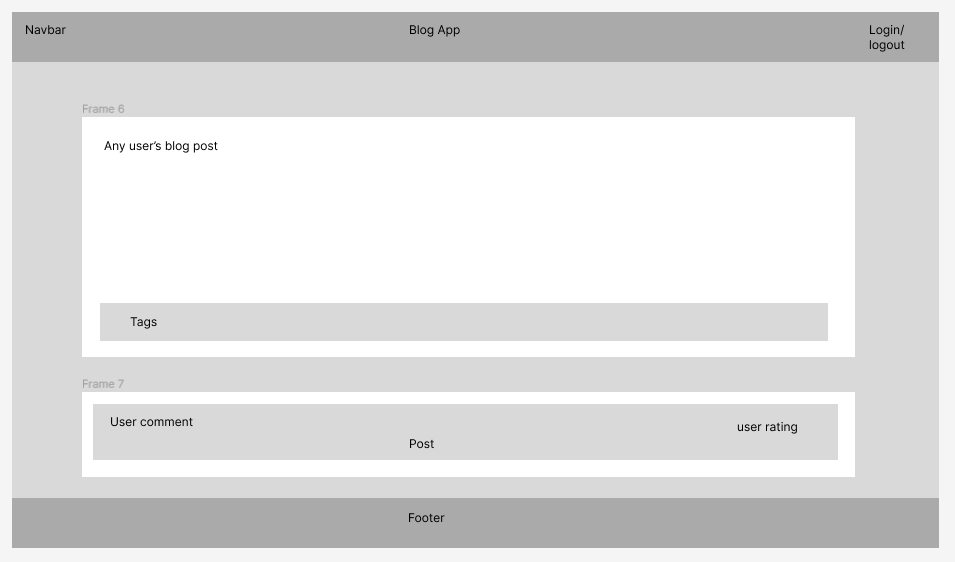 Navbar
Blog App
Login/
logout
Frame 6
Any user’s blog post
Tags
Frame 7
User comment
user rating
Post
Footer